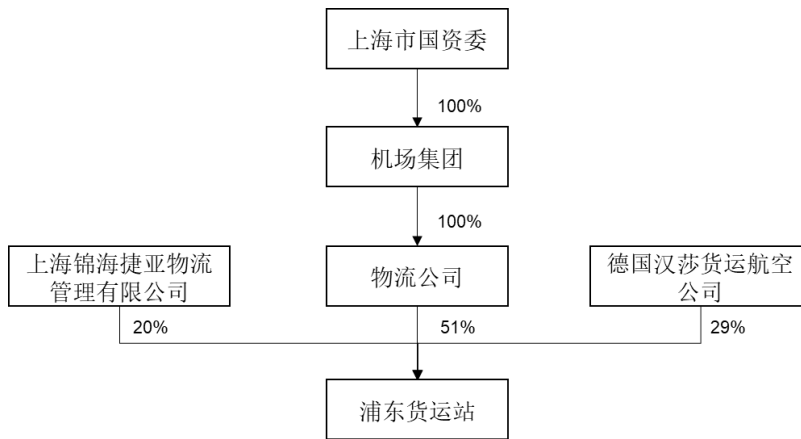 上海市国资委
100%
机场集团
100%
上海锦海捷亚物流
管理有限公司
物流公司
德国汉莎货运航空
公司
20%
51%
29%
浦东货运站